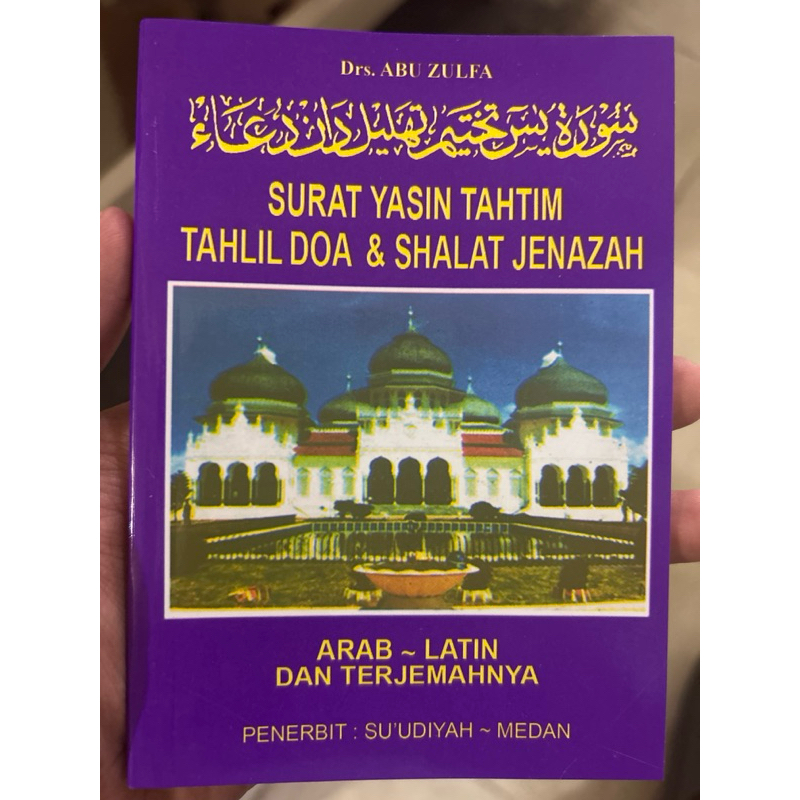 Drs. ABU ZULFA
سورة يس تختيم تهليل دان دعاء
SURAT YASIN TAHTIM
TAHLIL DOA & SHALAT JENAZAH
ARAB ~ LATIN
DAN TERJEMAHNYA
PENERBIT : SU'UDIYAH ~ MEDAN